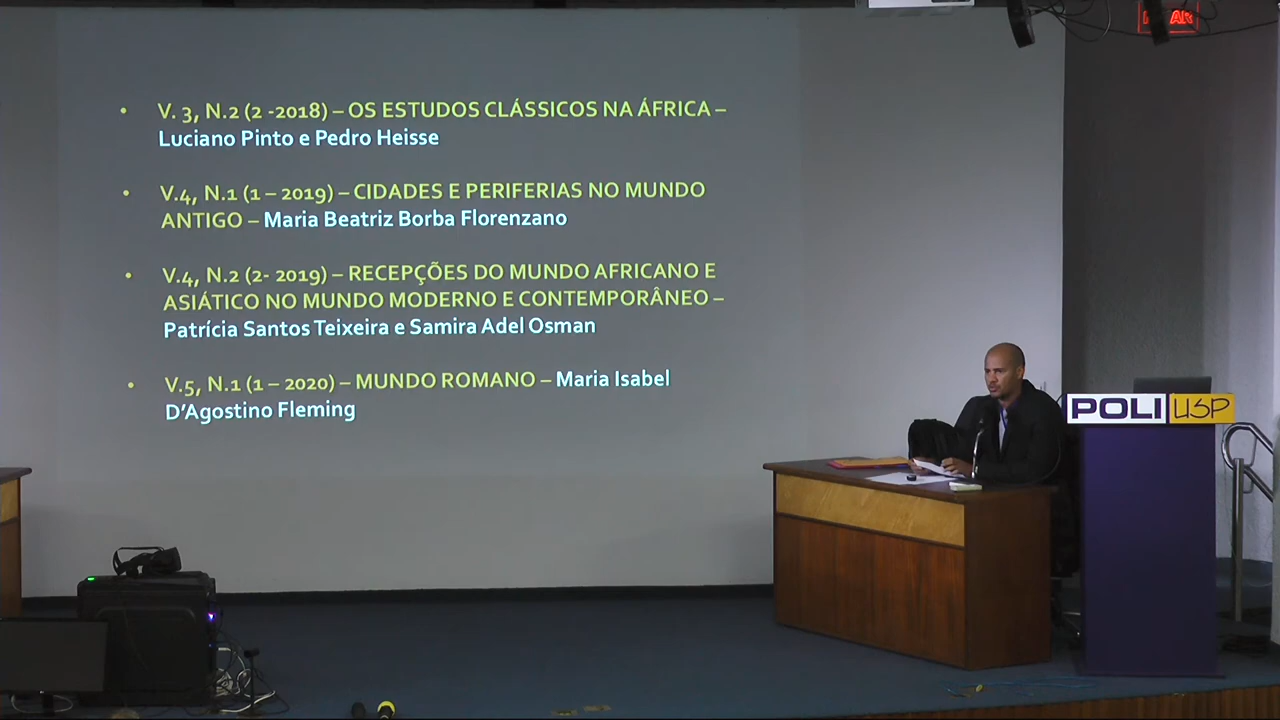 • V. 3, N.2 (2 -2018) – OS ESTUDOS CLÁSSICOS NA ÁFRICA –
Luciano Pinto e Pedro Heisse
• V.4, N.1 (1 – 2019) – CIDADES E PERIFERIAS NO MUNDO
ANTIGO – Maria Beatriz Borba Florenzano
• V.4, N.2 (2- 2019) – RECEPÇÕES DO MUNDO AFRICANO E
ASIÁTICO NO MUNDO MODERNO E CONTEMPORÂNEO –
Patrícia Santos Teixeira e Samira Adel Osman
• V.5, N.1 (1 – 2020) – MUNDO ROMANO – Maria Isabel
D'Agostino Fleming
POLI USP